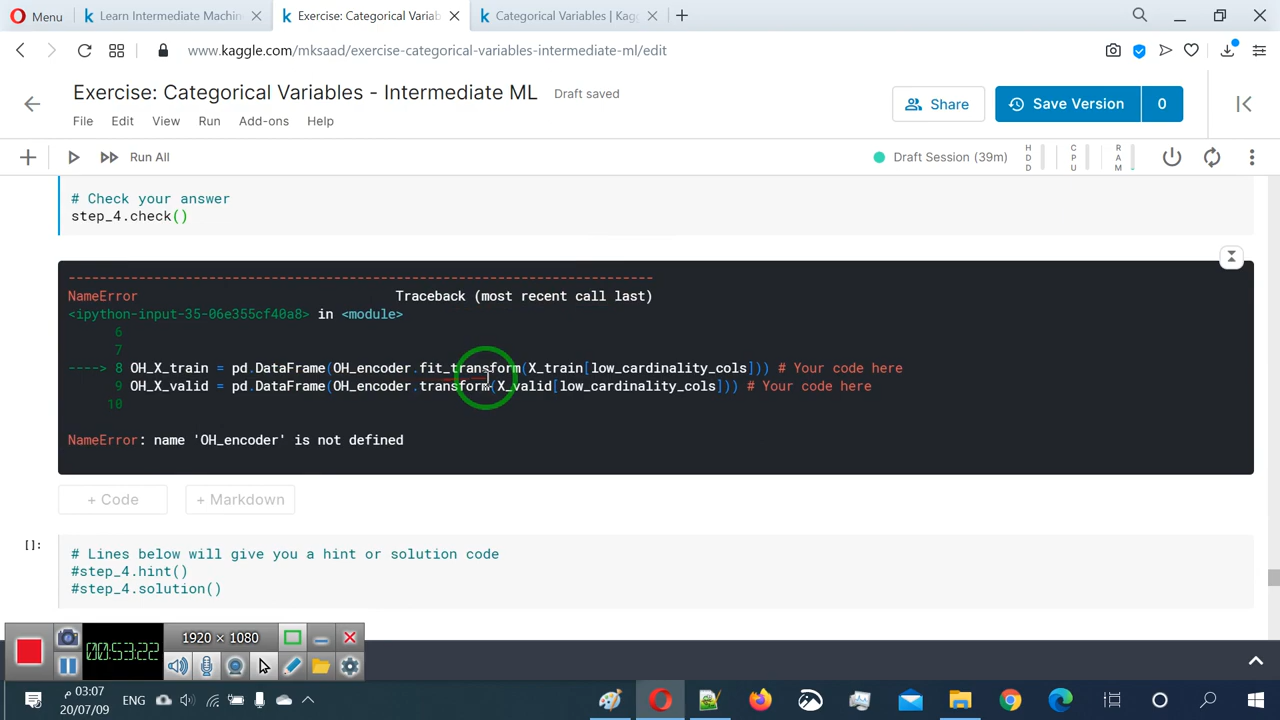 Menu
Learn Intermediate Machin
Exercise: Categorical Variab
Categorical Variables | Kagg
www.kaggle.com/mksaad/exercise-categorical-variables-intermediate-ml/edit
Exercise: Categorical Variables - Intermediate ML
Draft saved
Share
Save Version
0
File Edit View Run Add-ons Help
Run All
Draft Session (39m)
HDD
CPU
RAM
# Check your answer
step_4.check()
---------------------------------------------------------------------------
NameError Traceback (most recent call last)
<ipython-input-35-06e355cf40a8> in <module>
6
7
----> 8 OH_X_train = pd.DataFrame(OH_encoder.fit_transform(X_train[low_cardinality_cols])) # Your code here
9 OH_X_valid = pd.DataFrame(OH_encoder.transform(X_valid[low_cardinality_cols])) # Your code here
10
NameError: name 'OH_encoder' is not defined
+ Code
+ Markdown
[]:
# Lines below will give you a hint or solution code
#step_4.hint()
#step_4.solution()
00:53:22
1920 × 1080
ENG
03:07 م
20/07/09